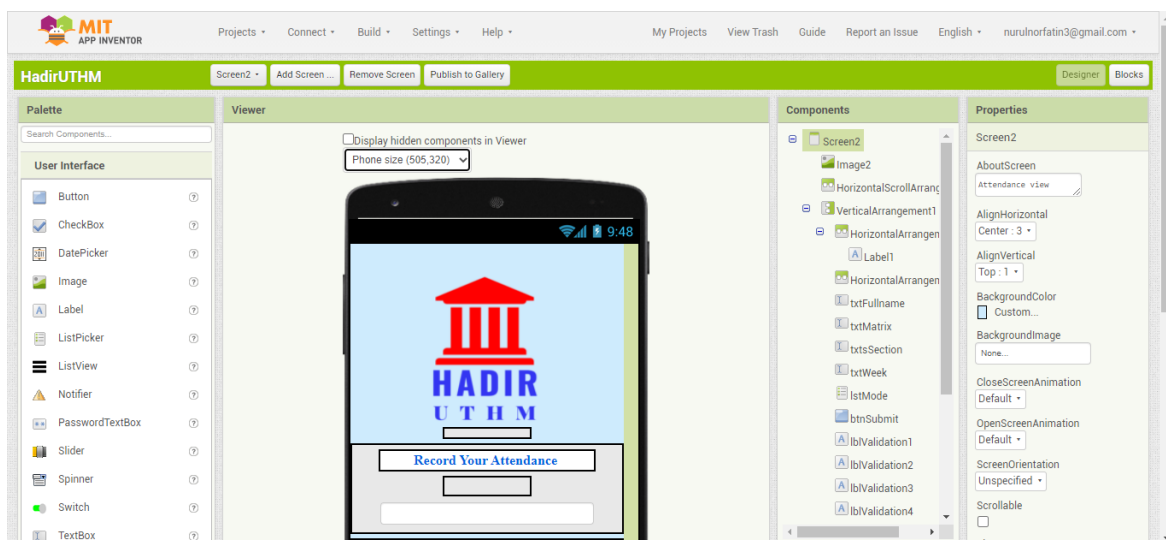 MIT
APP INVENTOR
Projects
Connect
Build
Settings
Help
My Projects
View Trash
Guide
Report an Issue
English
nurulnorfatin3@gmail.com
HadirUTHM
Screen2
Add Screen ...
Remove Screen
Publish to Gallery
Designer
Blocks
Palette
Search Components...
User Interface
Button
CheckBox
DatePicker
Image
Label
ListPicker
ListView
Notifier
PasswordTextBox
Slider
Spinner
Switch
TextBox
Viewer
Display hidden components in Viewer
Phone size (505,320)
9:48
HADIR
UTHM
Record Your Attendance
Components
Screen2
Image2
HorizontalScrollArrang
VerticalArrangement1
HorizontalArrangen
Label1
HorizontalArrangen
txtFullname
txtMatrix
txtsSection
txtWeek
lstMode
btnSubmit
lblValidation1
lblValidation2
lblValidation3
lblValidation4
Properties
Screen2
AboutScreen
Attendance view
AlignHorizontal
Center : 3
AlignVertical
Top : 1
BackgroundColor
Custom...
BackgroundImage
None...
CloseScreenAnimation
Default
OpenScreenAnimation
Default
ScreenOrientation
Unspecified
Scrollable